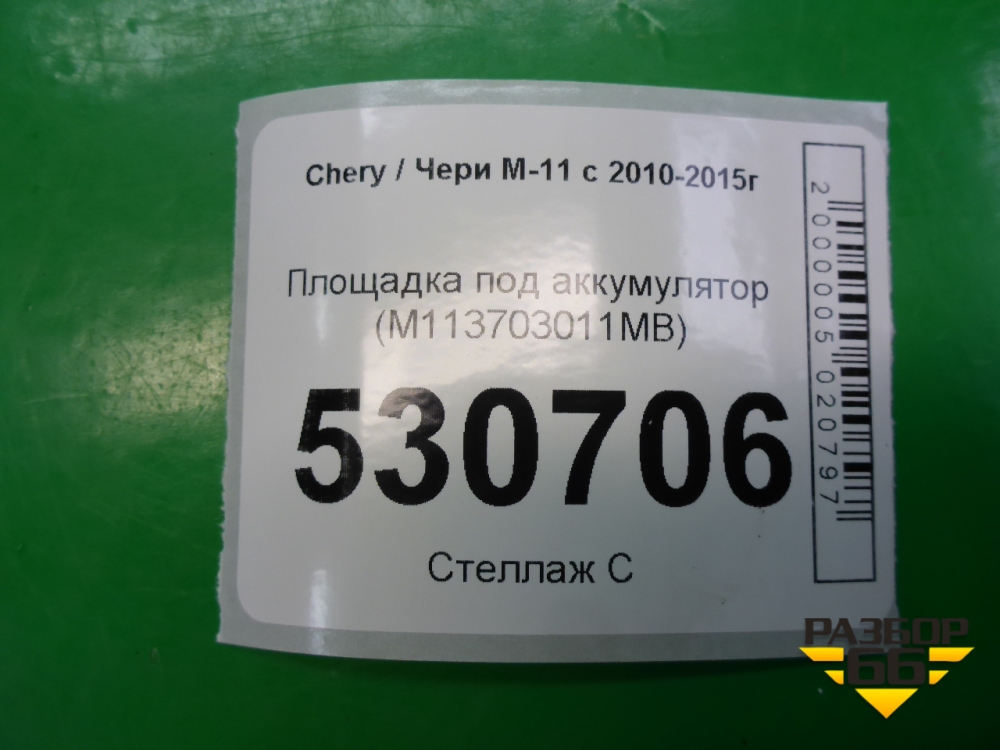 Chery / Чери М-11 с 2010-2015г
Площадка под аккумулятор
(M113703011MB)
530706
Стеллаж С
2000005020797
РАЗБОР
66